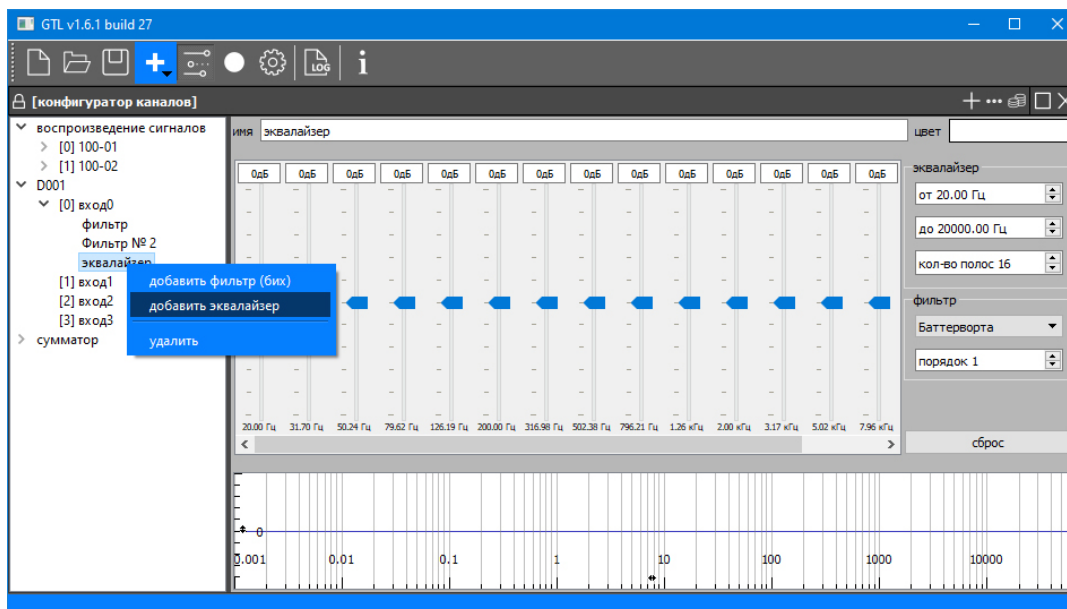 GTL v1.6.1 build 27
LOG
[конфигуратор каналов]
воспроизведение сигналов
[0] 100-01
[1] 100-02
D001
[0] вход0
фильтр
Фильтр № 2
эквалайзер
[1] вход1
[2] вход2
[3] вход3
сумматор
добавить фильтр (бих)
добавить эквалайзер
удалить
имя эквалайзер
цвет
0дБ 0дБ 0дБ 0дБ 0дБ 0дБ 0дБ 0дБ 0дБ 0дБ 0дБ 0дБ 0дБ 0дБ
20.00 Гц 31.70 Гц 50.24 Гц 79.62 Гц 126.19 Гц 200.00 Гц 316.98 Гц 502.38 Гц 796.21 Гц 1.26 кГц 2.00 кГц 3.17 кГц 5.02 кГц 7.96 кГц
эквалайзер
от 20.00 Гц
до 20000.00 Гц
кол-во полос 16
фильтр
Баттерворта
порядок 1
сброс
0
0.001 0.01 0.1 1 10 100 1000 10000